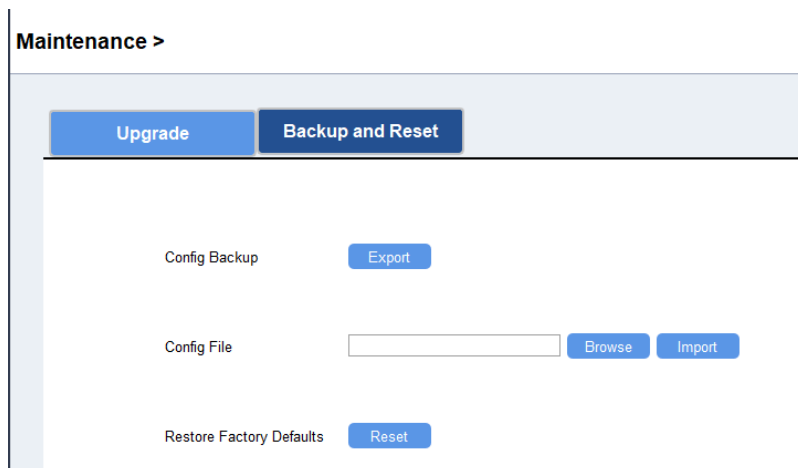 Maintenance >
Upgrade Backup and Reset
Config Backup Export
Config File Browse Import
Restore Factory Defaults Reset